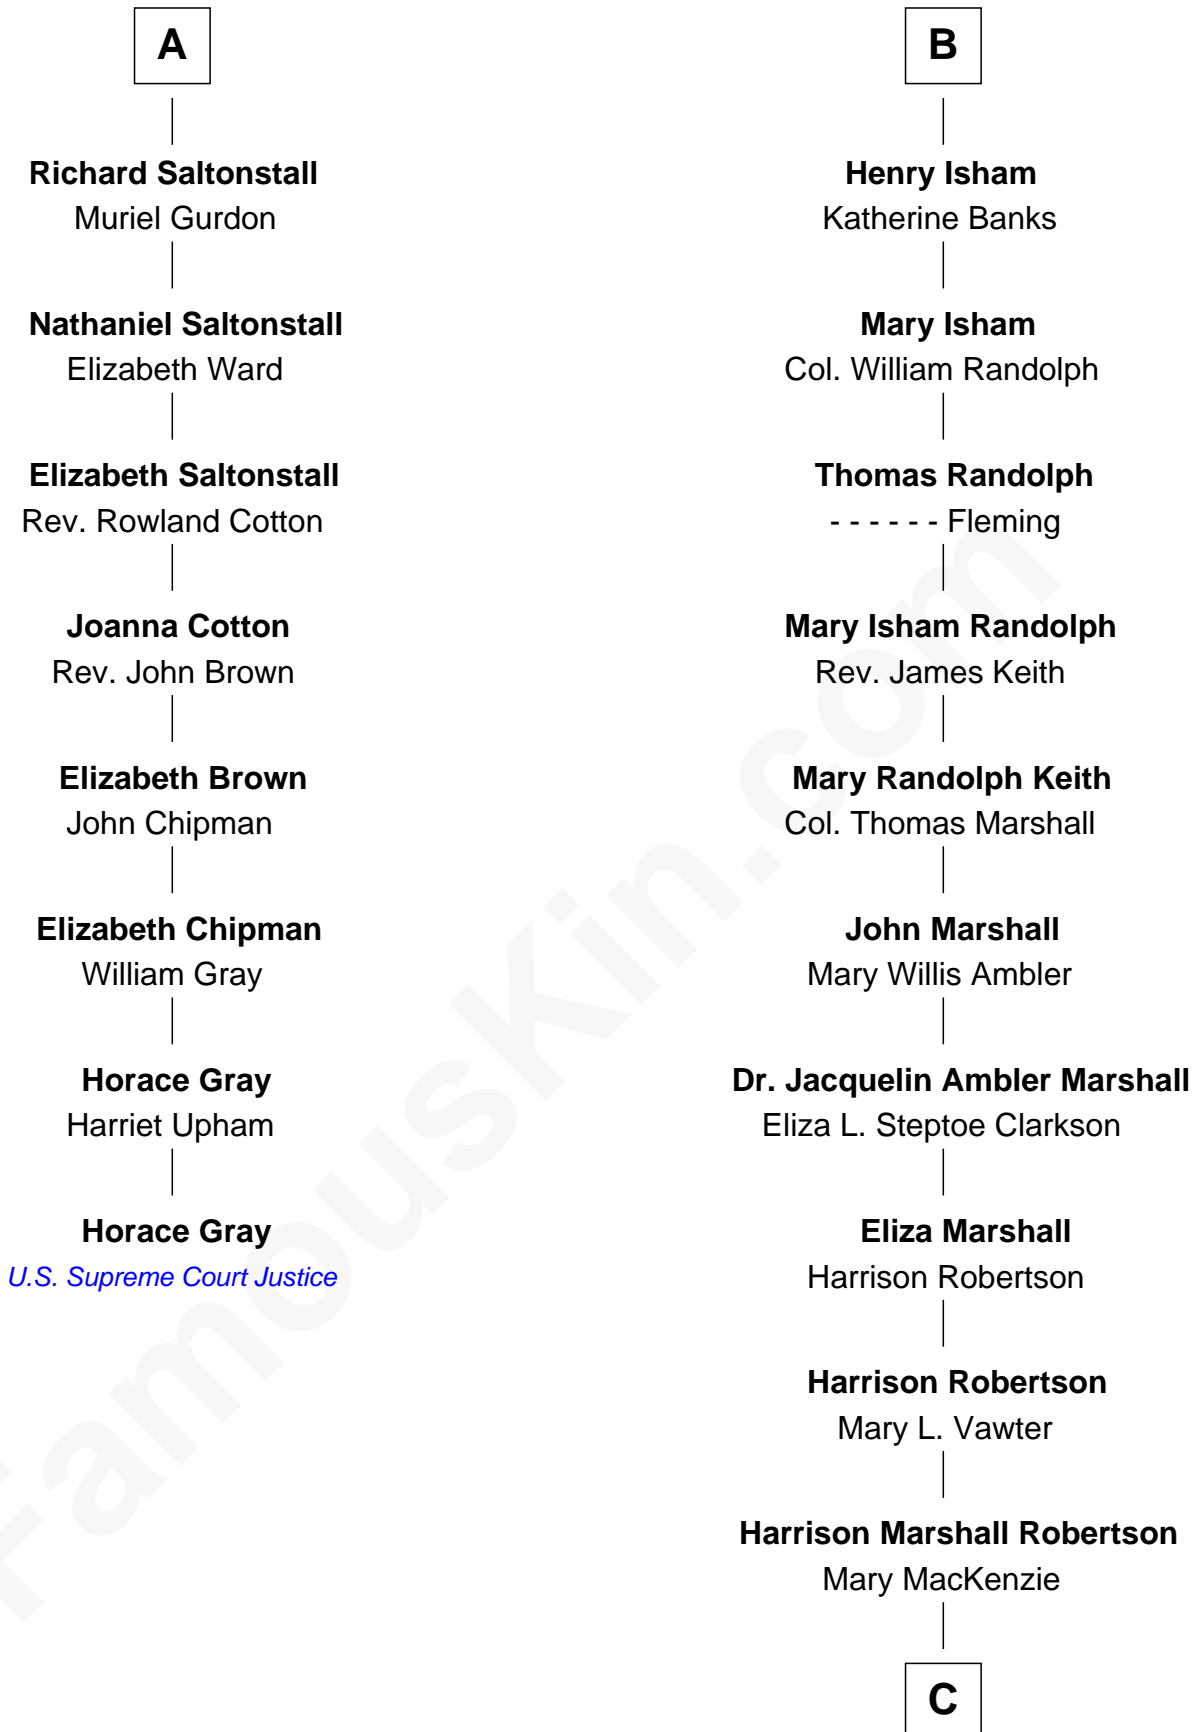 A
Richard Saltonstall
Muriel Gurdon
Nathaniel Saltonstall
Elizabeth Ward
Elizabeth Saltonstall
Rev. Rowland Cotton
Joanna Cotton
Rev. John Brown
Elizabeth Brown
John Chipman
Elizabeth Chipman
William Gray
Horace Gray
Harriet Upham
Horace Gray
U.S. Supreme Court Justice
B
Henry Isham
Katherine Banks
Mary Isham
Col. William Randolph
Thomas Randolph
- - - - - - Fleming
Mary Isham Randolph
Rev. James Keith
Mary Randolph Keith
Col. Thomas Marshall
John Marshall
Mary Willis Ambler
Dr. Jacquelin Ambler Marshall
Eliza L. Steptoe Clarkson
Eliza Marshall
Harrison Robertson
Harrison Robertson
Mary L. Vawter
Harrison Marshall Robertson
Mary MacKenzie
C
FamousKin.com